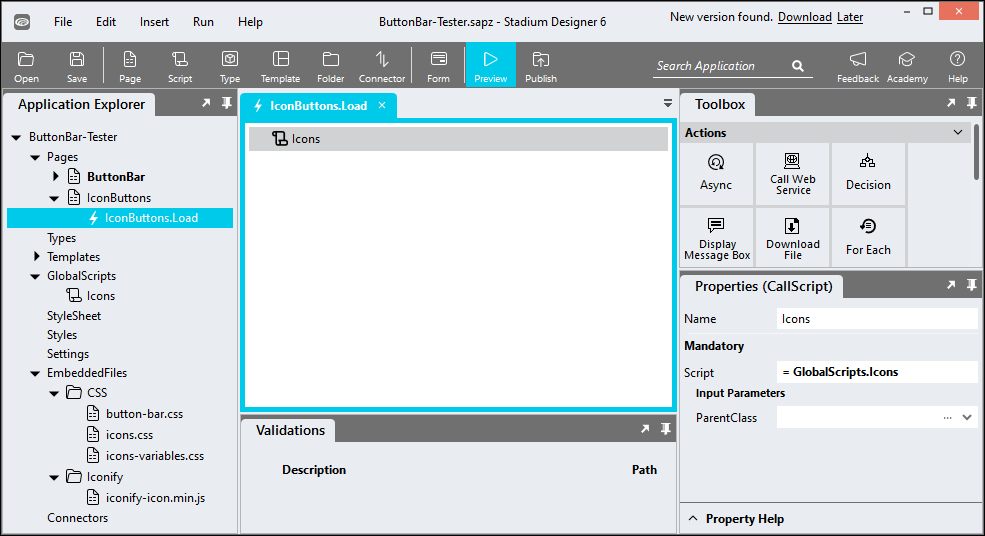 File Edit Insert Run Help ButtonBar-Tester.sapz - Stadium Designer 6 New version found. Download Later
Open Save Page Script Type Template Folder Connector Form Preview Publish Search Application Feedback Academy Help
Application Explorer
ButtonBar-Tester
Pages
ButtonBar
IconButtons
IconButtons.Load
Types
Templates
GlobalScripts
Icons
StyleSheet
Styles
Settings
EmbeddedFiles
CSS
button-bar.css
icons.css
icons-variables.css
Iconify
iconify-icon.min.js
Connectors
IconButtons.Load ×
Icons
Validations
Description Path
Toolbox
Actions
Async Call Web Decision
Service
Display Download For Each
Message Box File
Properties (CallScript)
Name Icons
Mandatory
Script = GlobalScripts.Icons
Input Parameters
ParentClass ...
Property Help